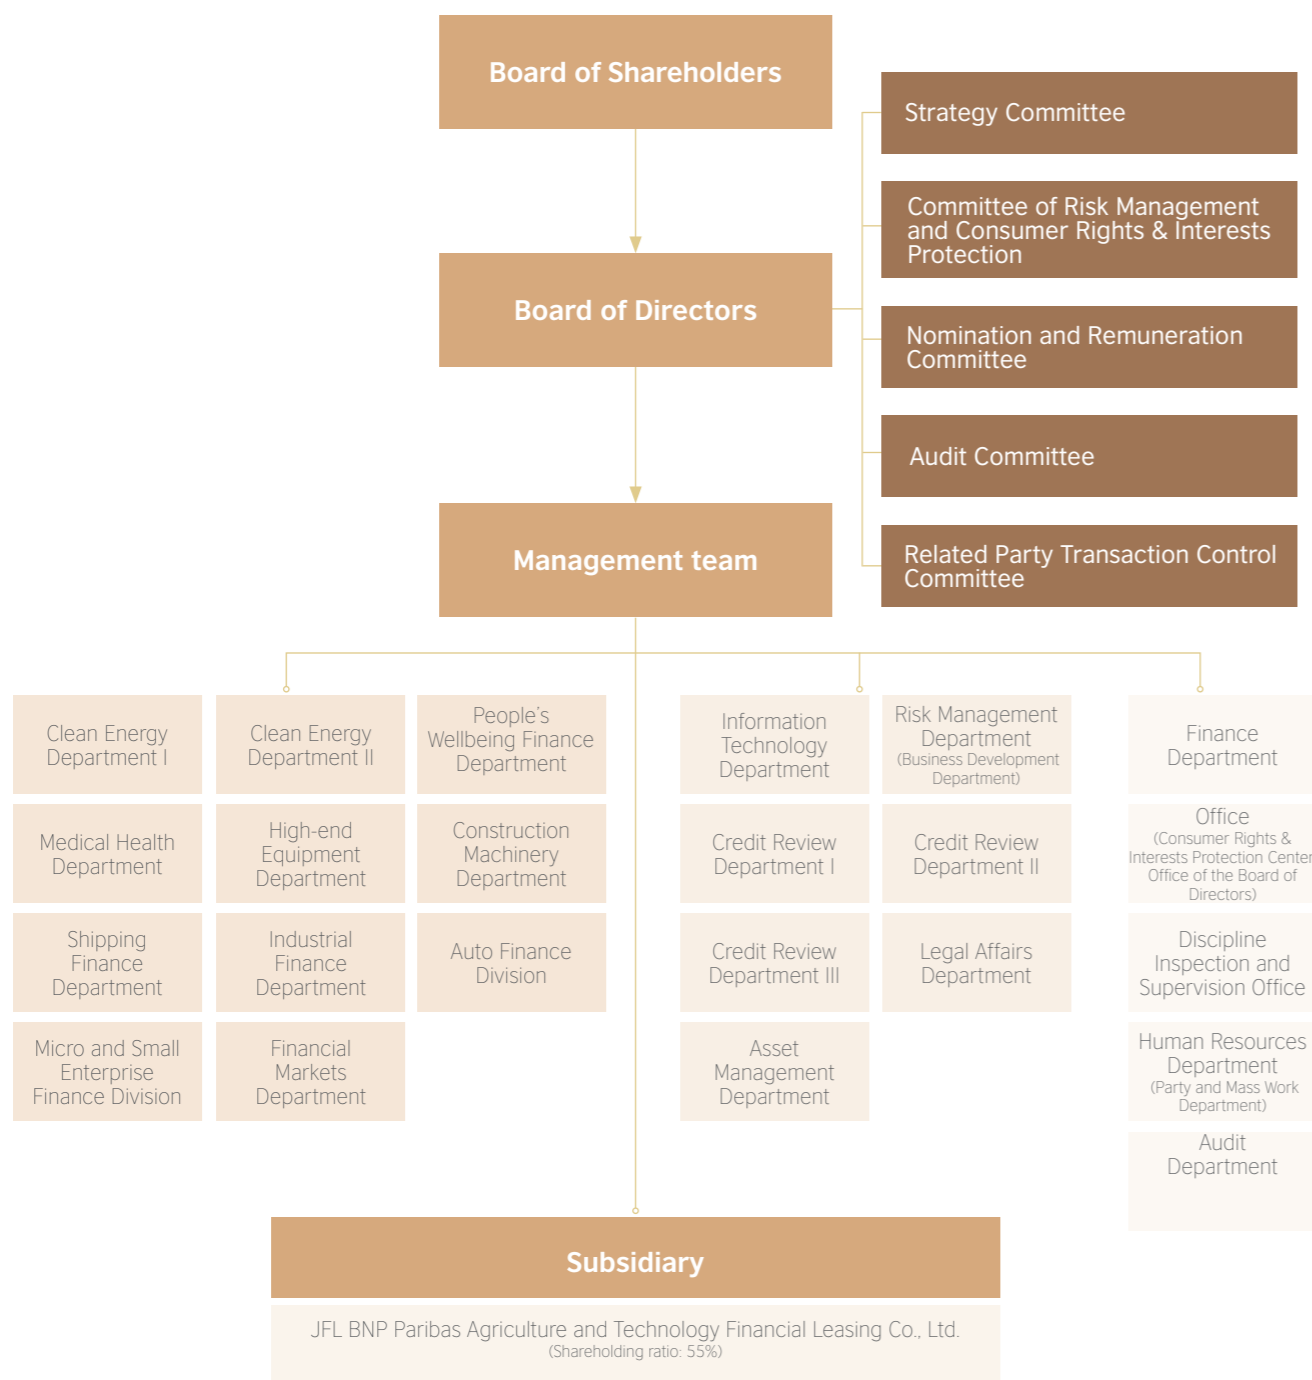 Board of Shareholders
Strategy Committee
Committee of Risk Management
and Consumer Rights & Interests
Protection
Board of Directors
Nomination and Remuneration
Committee
Audit Committee
Management team
Related Party Transaction Control
Committee
Clean Energy
Department I
Clean Energy
Department II
People's
Wellbeing Finance
Department
Medical Health
Department
High-end
Equipment
Department
Construction
Machinery
Department
Shipping
Finance
Department
Industrial
Finance
Department
Auto Finance
Division
Micro and Small
Enterprise
Finance Division
Financial
Markets
Department
Information
Technology
Department
Risk Management
Department
(Business Development
Department)
Credit Review
Department I
Credit Review
Department II
Credit Review
Department III
Legal Affairs
Department
Asset
Management
Department
Finance
Department
Office
(Consumer Rights &
Interests Protection Center
Office of the Board of
Directors)
Discipline
Inspection and
Supervision Office
Human Resources
Department
(Party and Mass Work
Department)
Audit
Department
Subsidiary
JFL BNP Paribas Agriculture and Technology Financial Leasing Co., Ltd.
(Shareholding ratio: 55%)